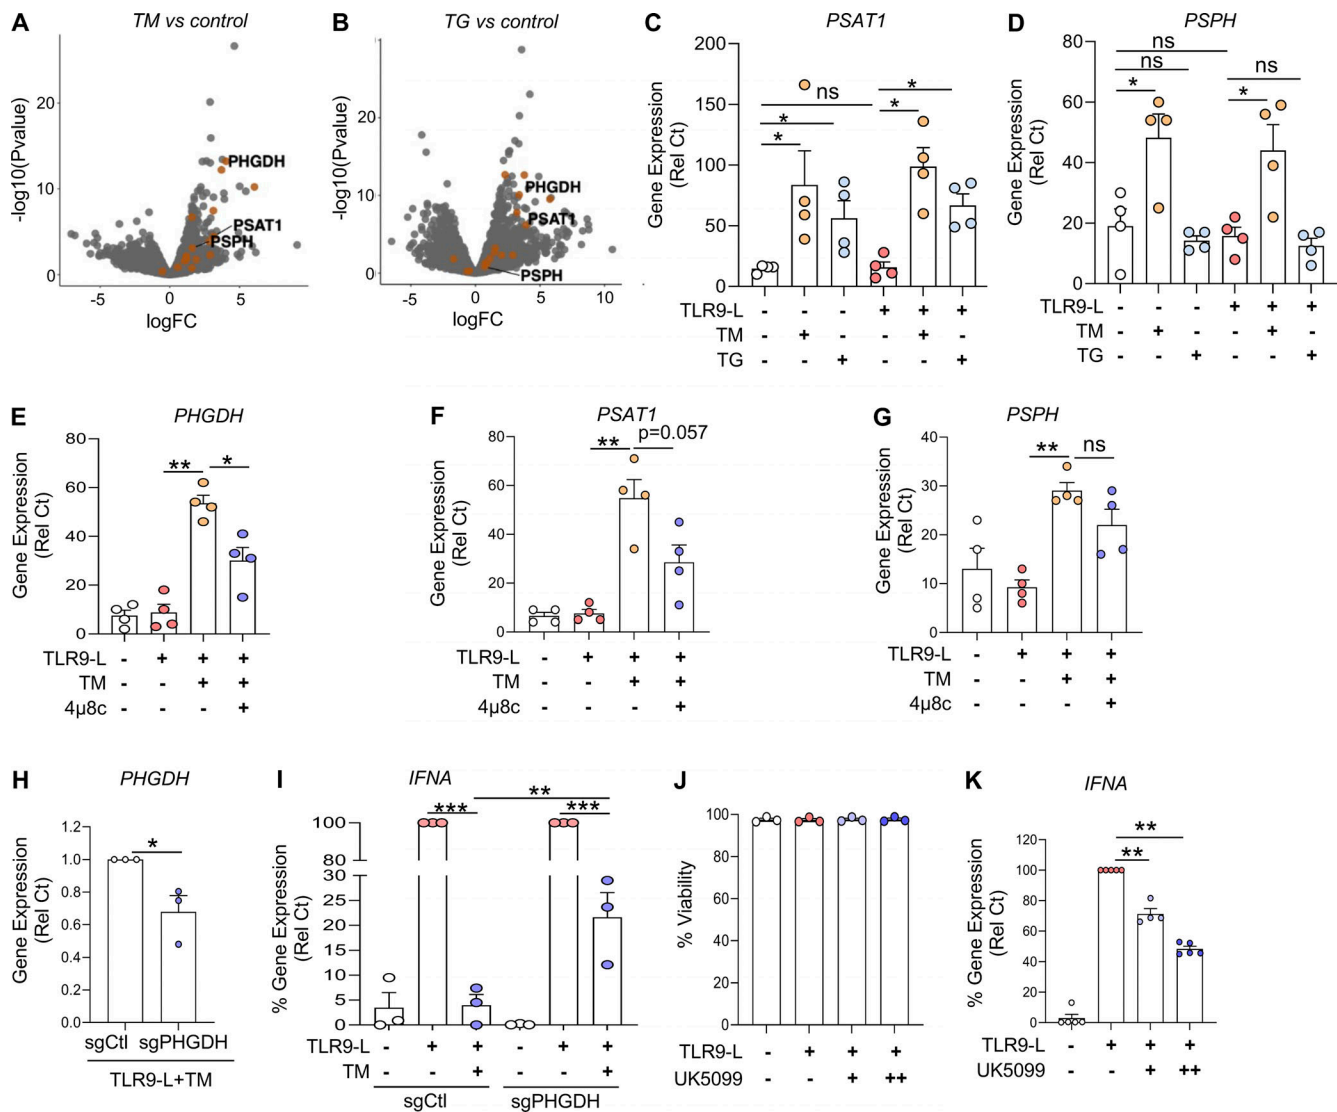 A
TM vs control
-log10(Pvalue)
20
10
0
-5
0
5
logFC
PHGDH
PSAT1
PSPH
B
TG vs control
-log10(Pvalue)
30
20
10
0
-5
0
5
10
logFC
PHGDH
PSAT1
PSPH
C
PSAT1
Gene Expression
(Rel Ct)
200
150
100
50
0
ns
*
*
*
*
TLR9-L - - - + + +
TM - + - - + -
TG - - + - - +
D
PSPH
Gene Expression
(Rel Ct)
80
60
40
20
0
ns
ns
*
ns
*
TLR9-L - - - + + +
TM - + - - + -
TG - - + - - +
E
PHGDH
Gene Expression
(Rel Ct)
80
60
40
20
0
** *
TLR9-L - + + +
TM - - + +
4µ8c - - - +
F
PSAT1
Gene Expression
(Rel Ct)
80
60
40
20
0
** p=0.057
TLR9-L - + + +
TM - - + +
4µ8c - - - +
G
PSPH
Gene Expression
(Rel Ct)
40
30
20
10
0
** ns
TLR9-L - + + +
TM - - + +
4µ8c - - - +
H
PHGDH
Gene Expression
(Rel Ct)
1.2
1.0
0.8
0.6
0.4
0.2
0.0
*
sgCtl sgPHGDH
TLR9-L+TM
I
IFNA
% Gene Expression
(Rel Ct)
100
80
30
25
20
15
10
5
0
**
*** ***
TLR9-L - + + - + +
TM - - + - - +
sgCtl sgPHGDH
J
% Viability
100
80
60
40
20
0
TLR9-L - + + +
UK5099 - - + ++
K
IFNA
% Gene Expression
(Rel Ct)
120
100
80
60
40
20
0
**
**
TLR9-L - + + +
UK5099 - - + ++